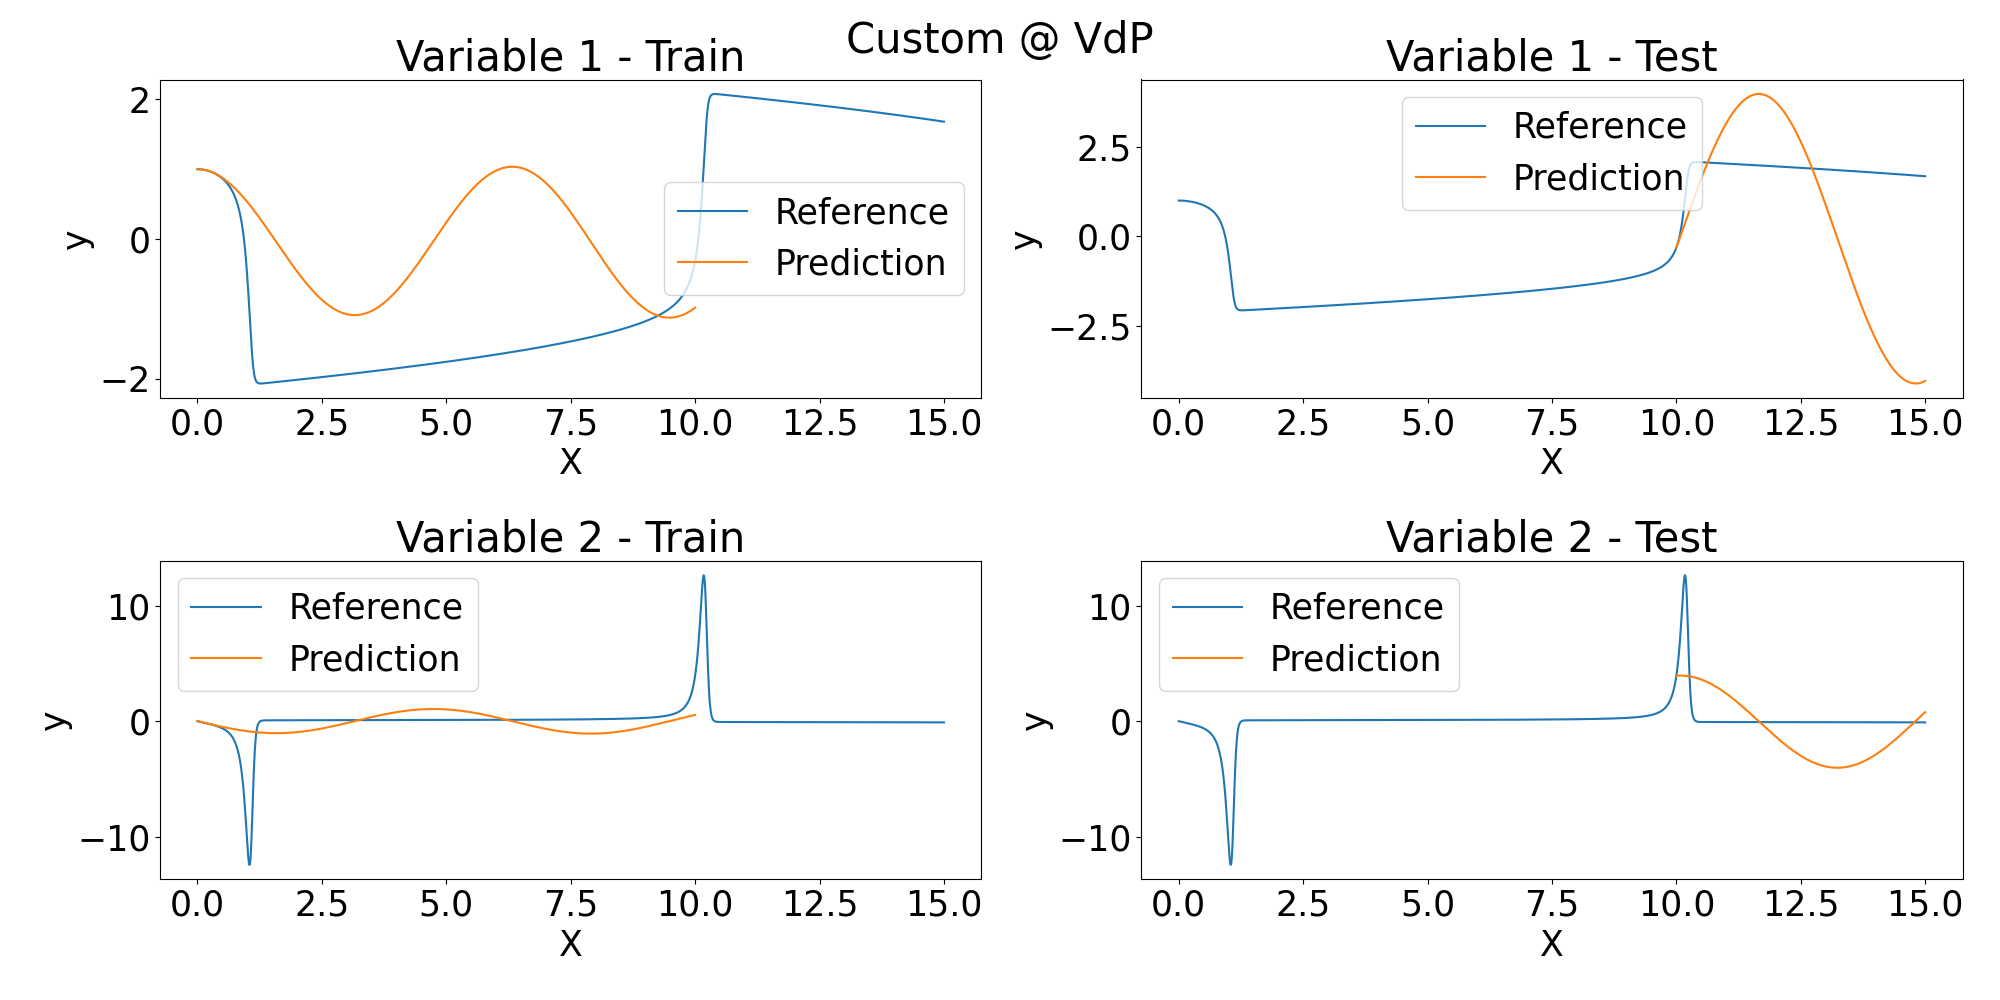 Custom @ VdP
Variable 1 - Train
2
0
−2
y
Reference
Prediction
0.0 2.5 5.0 7.5 10.0 12.5 15.0
X
Variable 1 - Test
2.5
0.0
−2.5
y
Reference
Prediction
0.0 2.5 5.0 7.5 10.0 12.5 15.0
X
Variable 2 - Train
10
0
−10
y
Reference
Prediction
0.0 2.5 5.0 7.5 10.0 12.5 15.0
X
Variable 2 - Test
10
0
−10
y
Reference
Prediction
0.0 2.5 5.0 7.5 10.0 12.5 15.0
X